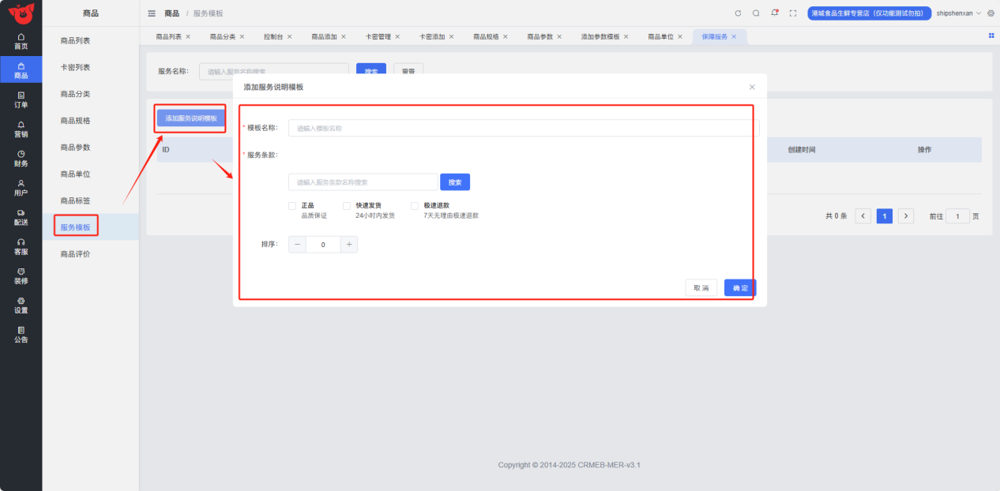 商品
商品 / 服务模板
港城食品生鲜专营店（仅功能测试勿拍）
shipshenxan
首页
商品
订单
营销
财务
用户
配送
客服
装修
设置
公告
商品列表
卡密列表
商品分类
商品规格
商品参数
商品单位
商品标签
服务模板
商品评价
商品列表 × 商品分类 × 控制台 × 商品添加 × 卡密管理 × 卡密添加 × 商品规格 × 商品参数 × 添加参数模板 × 商品单位 × 保障服务 ×
服务名称： 请输入服务名称搜索 搜索 重置
添加服务说明模板
ID 创建时间 操作
共 0 条 1 前往 1 页
添加服务说明模板
* 模板名称： 请输入模板名称
* 服务条款：
请输入服务条款名称搜索 搜索
正品 快速发货 极速退款
品质保证 24小时内发货 7天无理由极速退款
排序： − 0 +
取 消 确 定
Copyright © 2014-2025 CRMEB-MER-v3.1